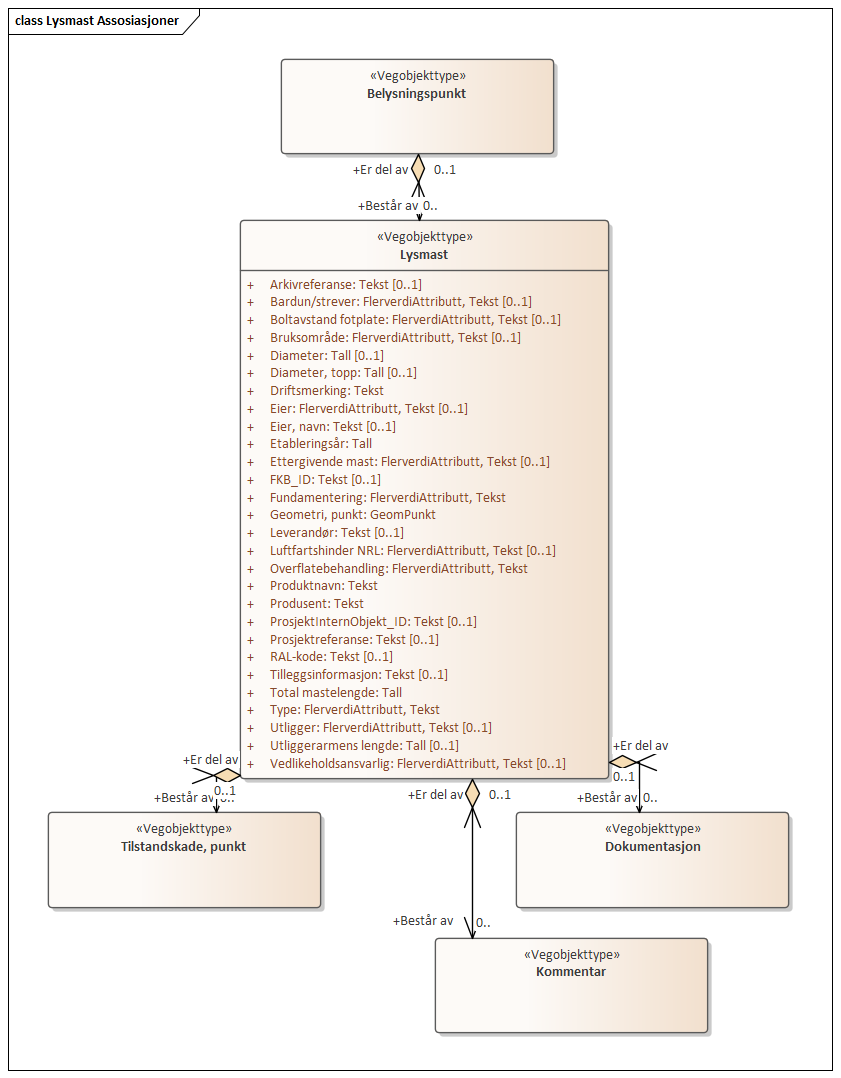 class Lysmast Assosiasjoner
«Vegobjekttype»
Belysningspunkt
+Er del av 0..1
+Består av 0..
«Vegobjekttype»
Lysmast
+ Arkivreferanse: Tekst [0..1]
+ Bardun/strever: FlerverdiAttributt, Tekst [0..1]
+ Boltavstand fotplate: FlerverdiAttributt, Tekst [0..1]
+ Bruksområde: FlerverdiAttributt, Tekst [0..1]
+ Diameter: Tall [0..1]
+ Diameter, topp: Tall [0..1]
+ Driftsmerking: Tekst
+ Eier: FlerverdiAttributt, Tekst [0..1]
+ Eier, navn: Tekst [0..1]
+ Etableringsår: Tall
+ Ettergivende mast: FlerverdiAttributt, Tekst [0..1]
+ FKB_ID: Tekst [0..1]
+ Fundamentering: FlerverdiAttributt, Tekst
+ Geometri, punkt: GeomPunkt
+ Leverandør: Tekst [0..1]
+ Luftfartshinder NRL: FlerverdiAttributt, Tekst [0..1]
+ Overflatebehandling: FlerverdiAttributt, Tekst
+ Produktnavn: Tekst
+ Produsent: Tekst
+ ProsjektInternObjekt_ID: Tekst [0..1]
+ Prosjektreferanse: Tekst [0..1]
+ RAL-kode: Tekst [0..1]
+ Tilleggsinformasjon: Tekst [0..1]
+ Total mastelengde: Tall
+ Type: FlerverdiAttributt, Tekst
+ Utligger: FlerverdiAttributt, Tekst [0..1]
+ Utliggerarmens lengde: Tall [0..1]
+ Vedlikeholdsansvarlig: FlerverdiAttributt, Tekst [0..1]
+Er del av
0..1
+Består av 0..
«Vegobjekttype»
Tilstandskade, punkt
+Er del av 0..1
+Består av 0..
«Vegobjekttype»
Kommentar
+Er del av
0..1
+Består av 0..
«Vegobjekttype»
Dokumentasjon